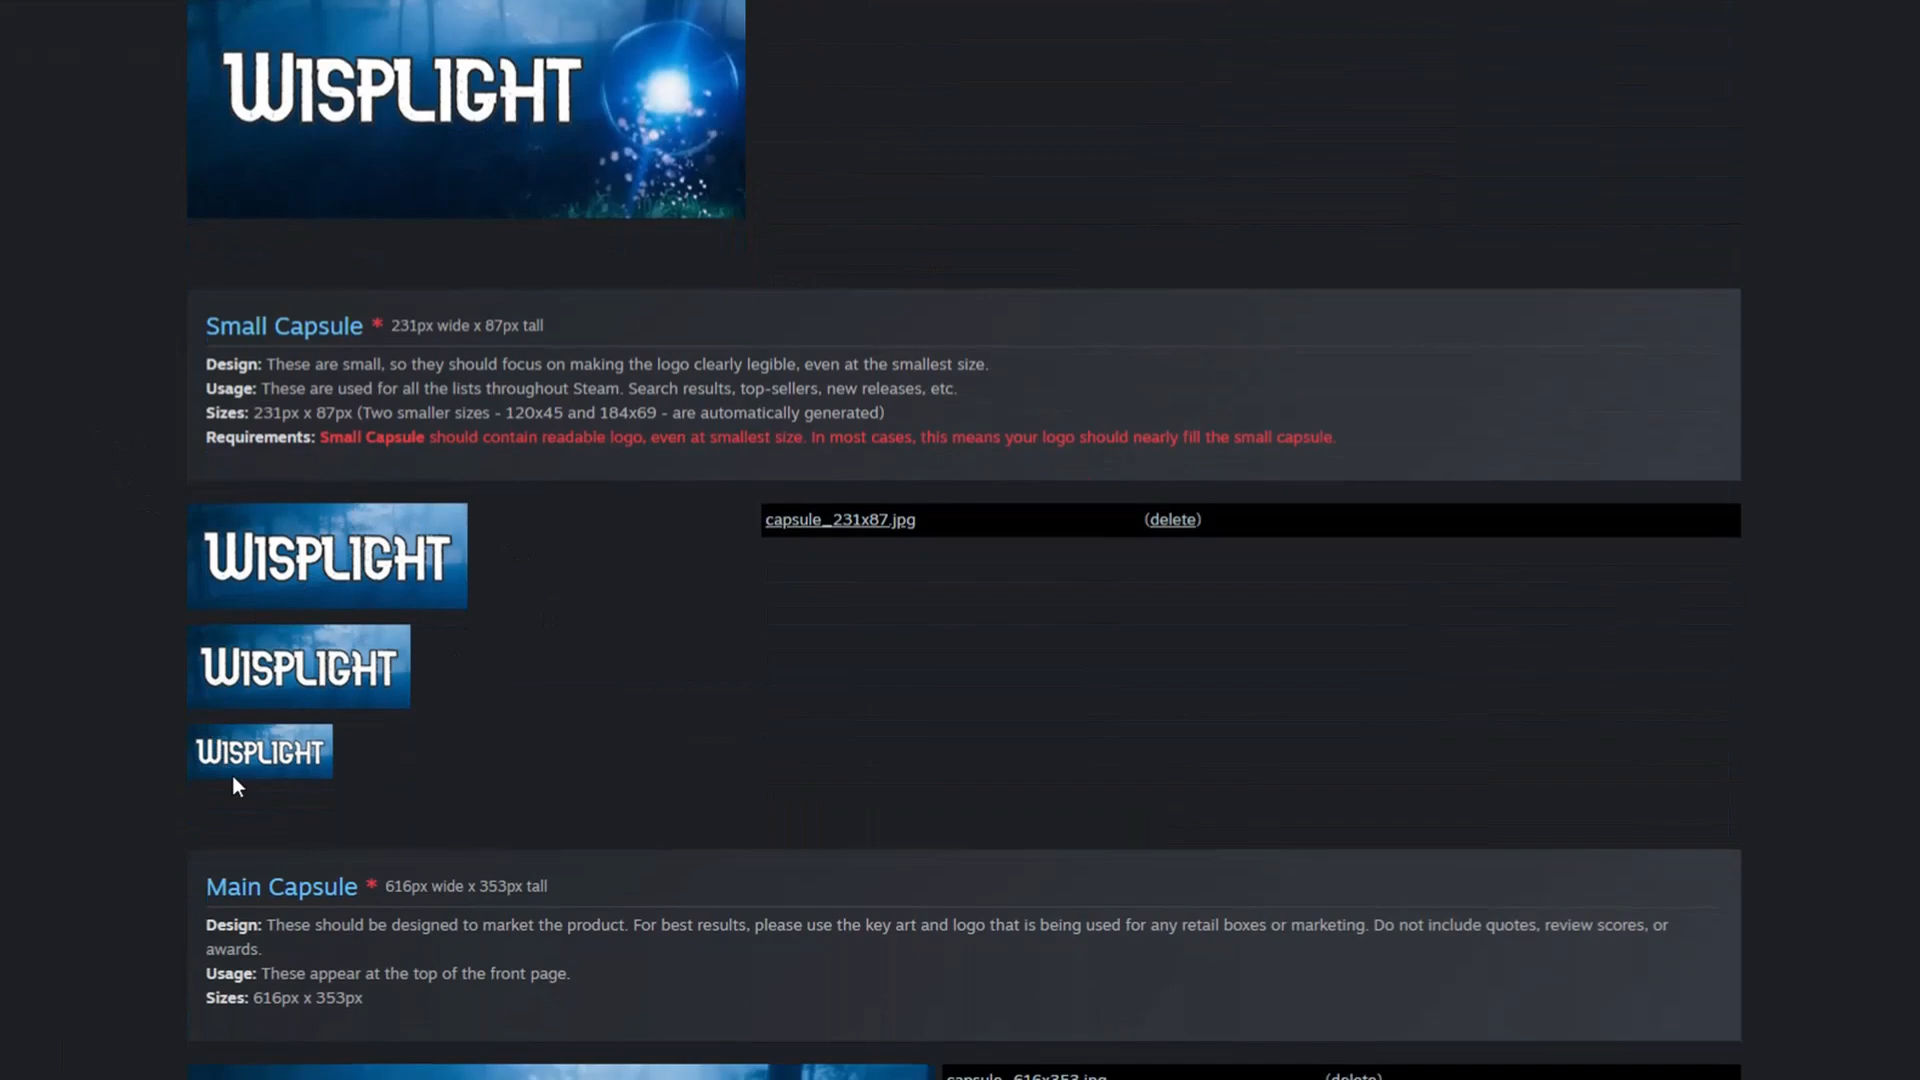 WISPLIGHT
Small Capsule * 231px wide x 87px tall
Design: These are small, so they should focus on making the logo clearly legible, even at the smallest size.
Usage: These are used for all the lists throughout Steam. Search results, top-sellers, new releases, etc.
Sizes: 231px x 87px (Two smaller sizes - 120x45 and 184x69 - are automatically generated)
Requirements: Small Capsule should contain readable logo, even at smallest size. In most cases, this means your logo should nearly fill the small capsule.
WISPLIGHT
capsule_231x87.jpg (delete)
WISPLIGHT
WISPLIGHT
Main Capsule * 616px wide x 353px tall
Design: These should be designed to market the product. For best results, please use the key art and logo that is being used for any retail boxes or marketing. Do not include quotes, review scores, or
awards.
Usage: These appear at the top of the front page.
Sizes: 616px x 353px
capsule_616x353.jpg (delete)